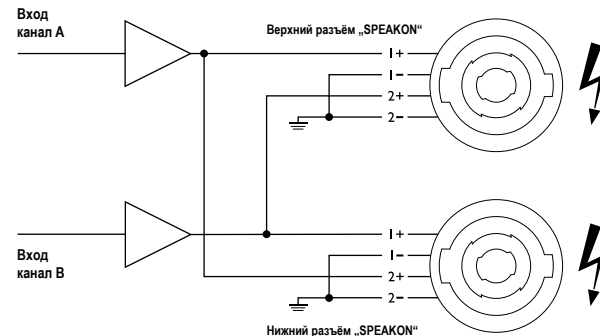 Вход
канал A
Верхний разъём „SPEAKON“
1+
1-
2+
2-
Вход
канал B
1+
1-
2+
2-
Нижний разъём „SPEAKON“